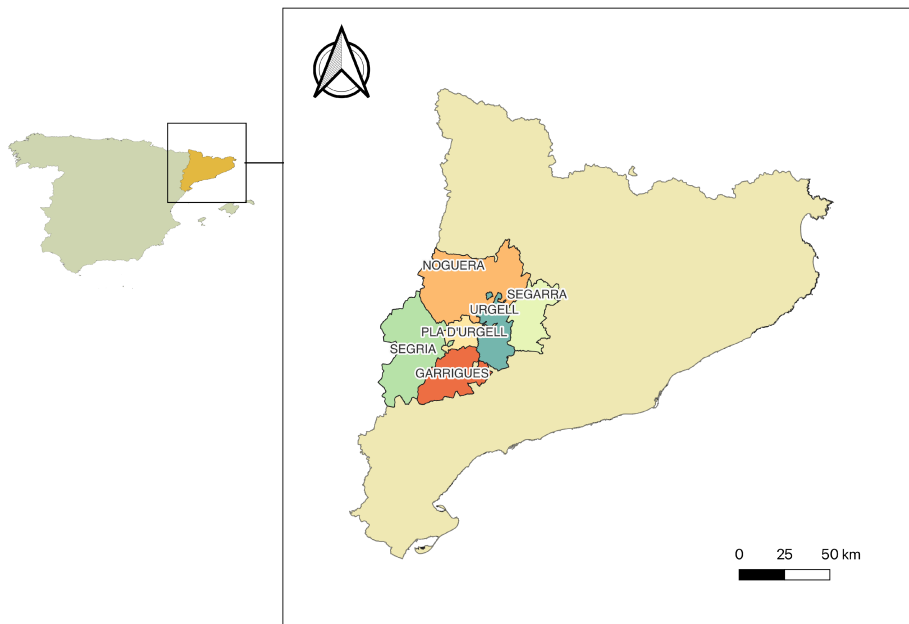 NOGUERA
SEGARRA
URGELL
PLA D'URGELL
SEGRIA
GARRIGUES
0 25 50 km